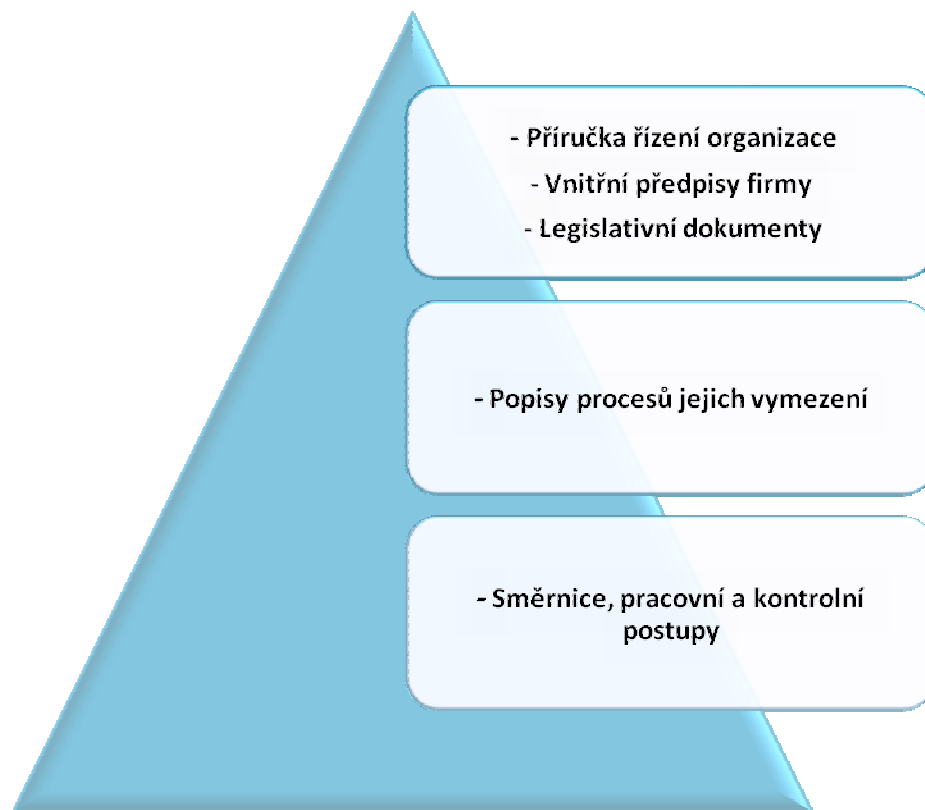 - Příručka řízení organizace
- Vnitřní předpisy firmy
- Legislativní dokumenty
- Popisy procesů jejich vymezení
- Směrnice, pracovní a kontrolní
postupy